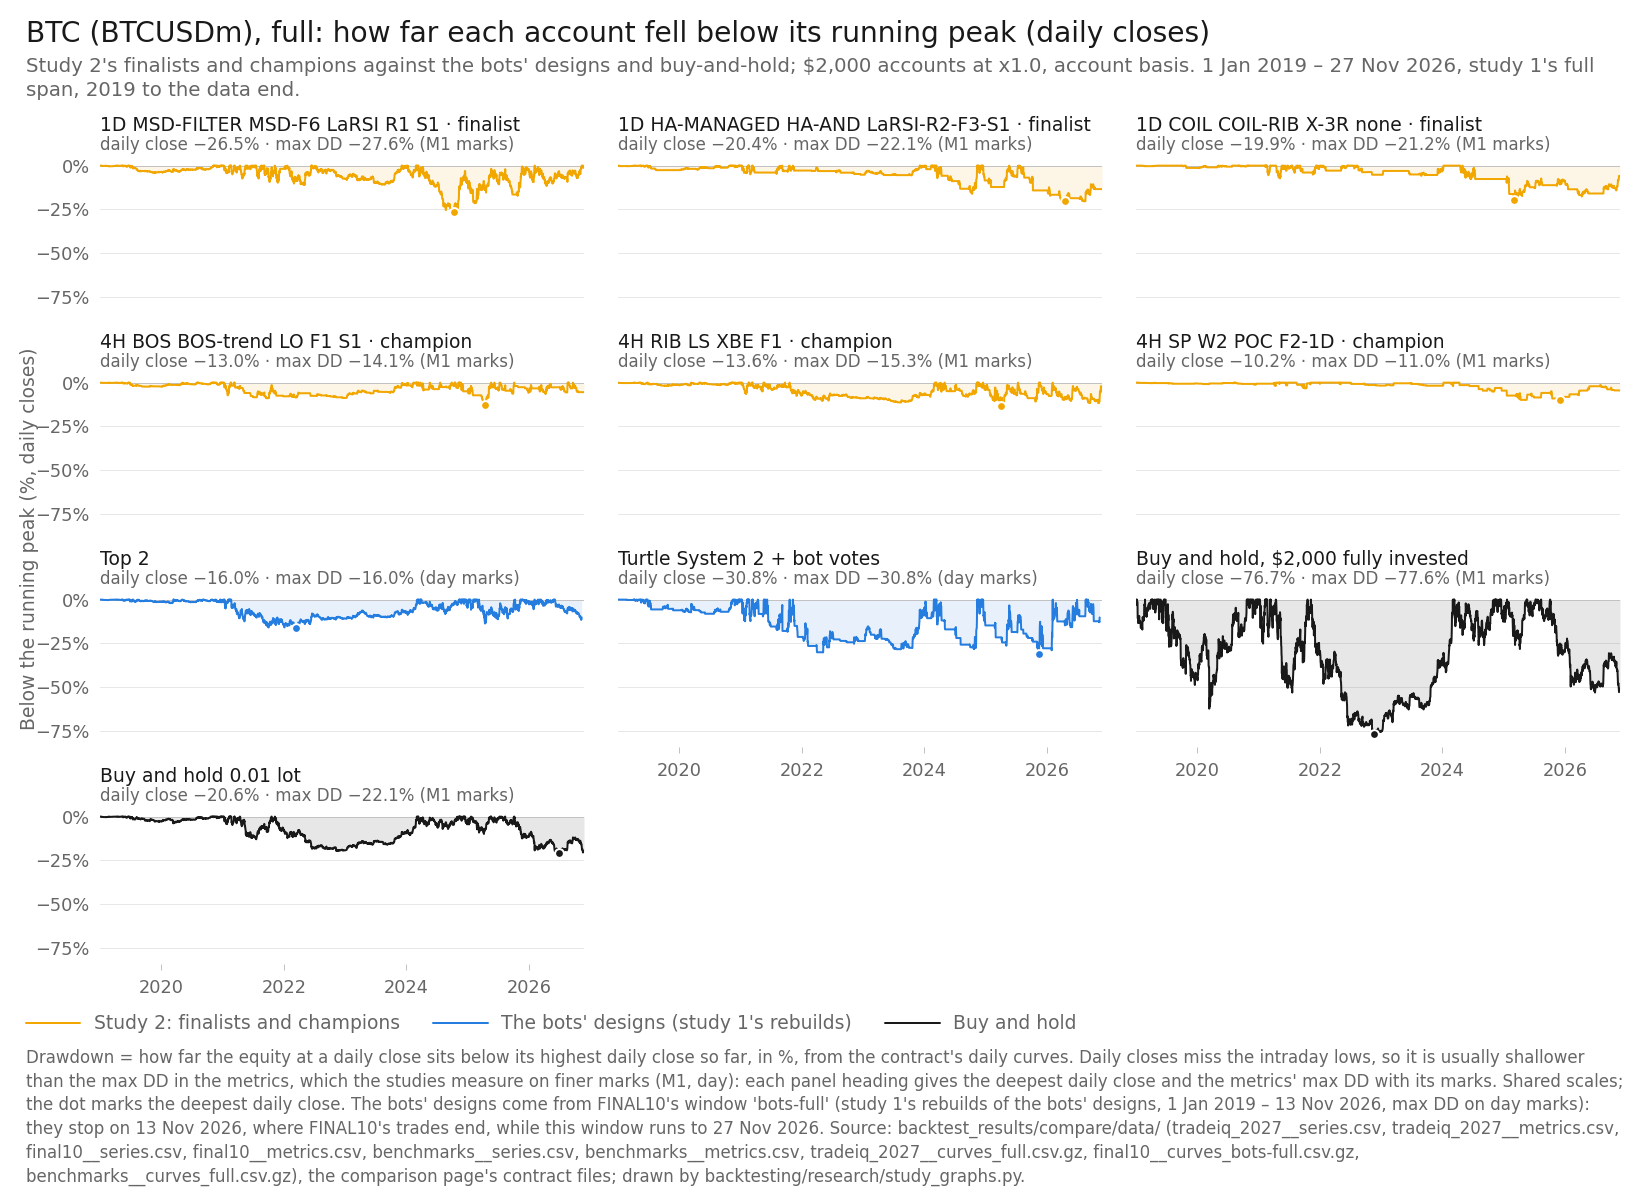 BTC (BTCUSDm), full: how far each account fell below its running peak (daily closes)
Study 2's finalists and champions against the bots' designs and buy-and-hold; $2,000 accounts at x1.0, account basis. 1 Jan 2019 – 27 Nov 2026, study 1's full
span, 2019 to the data end.
1D MSD-FILTER MSD-F6 LaRSI R1 S1 · finalist
daily close −26.5% · max DD −27.6% (M1 marks)
0%
−25%
−50%
−75%
1D HA-MANAGED HA-AND LaRSI-R2-F3-S1 · finalist
daily close −20.4% · max DD −22.1% (M1 marks)
1D COIL COIL-RIB X-3R none · finalist
daily close −19.9% · max DD −21.2% (M1 marks)
Below the running peak (%, daily closes)
4H BOS BOS-trend LO F1 S1 · champion
daily close −13.0% · max DD −14.1% (M1 marks)
0%
−25%
−50%
−75%
4H RIB LS XBE F1 · champion
daily close −13.6% · max DD −15.3% (M1 marks)
4H SP W2 POC F2-1D · champion
daily close −10.2% · max DD −11.0% (M1 marks)
Top 2
daily close −16.0% · max DD −16.0% (day marks)
0%
−25%
−50%
−75%
Turtle System 2 + bot votes
daily close −30.8% · max DD −30.8% (day marks)
2020 2022 2024 2026
Buy and hold, $2,000 fully invested
daily close −76.7% · max DD −77.6% (M1 marks)
2020 2022 2024 2026
Buy and hold 0.01 lot
daily close −20.6% · max DD −22.1% (M1 marks)
0%
−25%
−50%
−75%
2020 2022 2024 2026
Study 2: finalists and champions The bots' designs (study 1's rebuilds) Buy and hold
Drawdown = how far the equity at a daily close sits below its highest daily close so far, in %, from the contract's daily curves. Daily closes miss the intraday lows, so it is usually shallower
than the max DD in the metrics, which the studies measure on finer marks (M1, day): each panel heading gives the deepest daily close and the metrics' max DD with its marks. Shared scales;
the dot marks the deepest daily close. The bots' designs come from FINAL10's window 'bots-full' (study 1's rebuilds of the bots' designs, 1 Jan 2019 – 13 Nov 2026, max DD on day marks):
they stop on 13 Nov 2026, where FINAL10's trades end, while this window runs to 27 Nov 2026. Source: backtest_results/compare/data/ (tradeiq_2027__series.csv, tradeiq_2027__metrics.csv,
final10__series.csv, final10__metrics.csv, benchmarks__series.csv, benchmarks__metrics.csv, tradeiq_2027__curves_full.csv.gz, final10__curves_bots-full.csv.gz,
benchmarks__curves_full.csv.gz), the comparison page's contract files; drawn by backtesting/research/study_graphs.py.